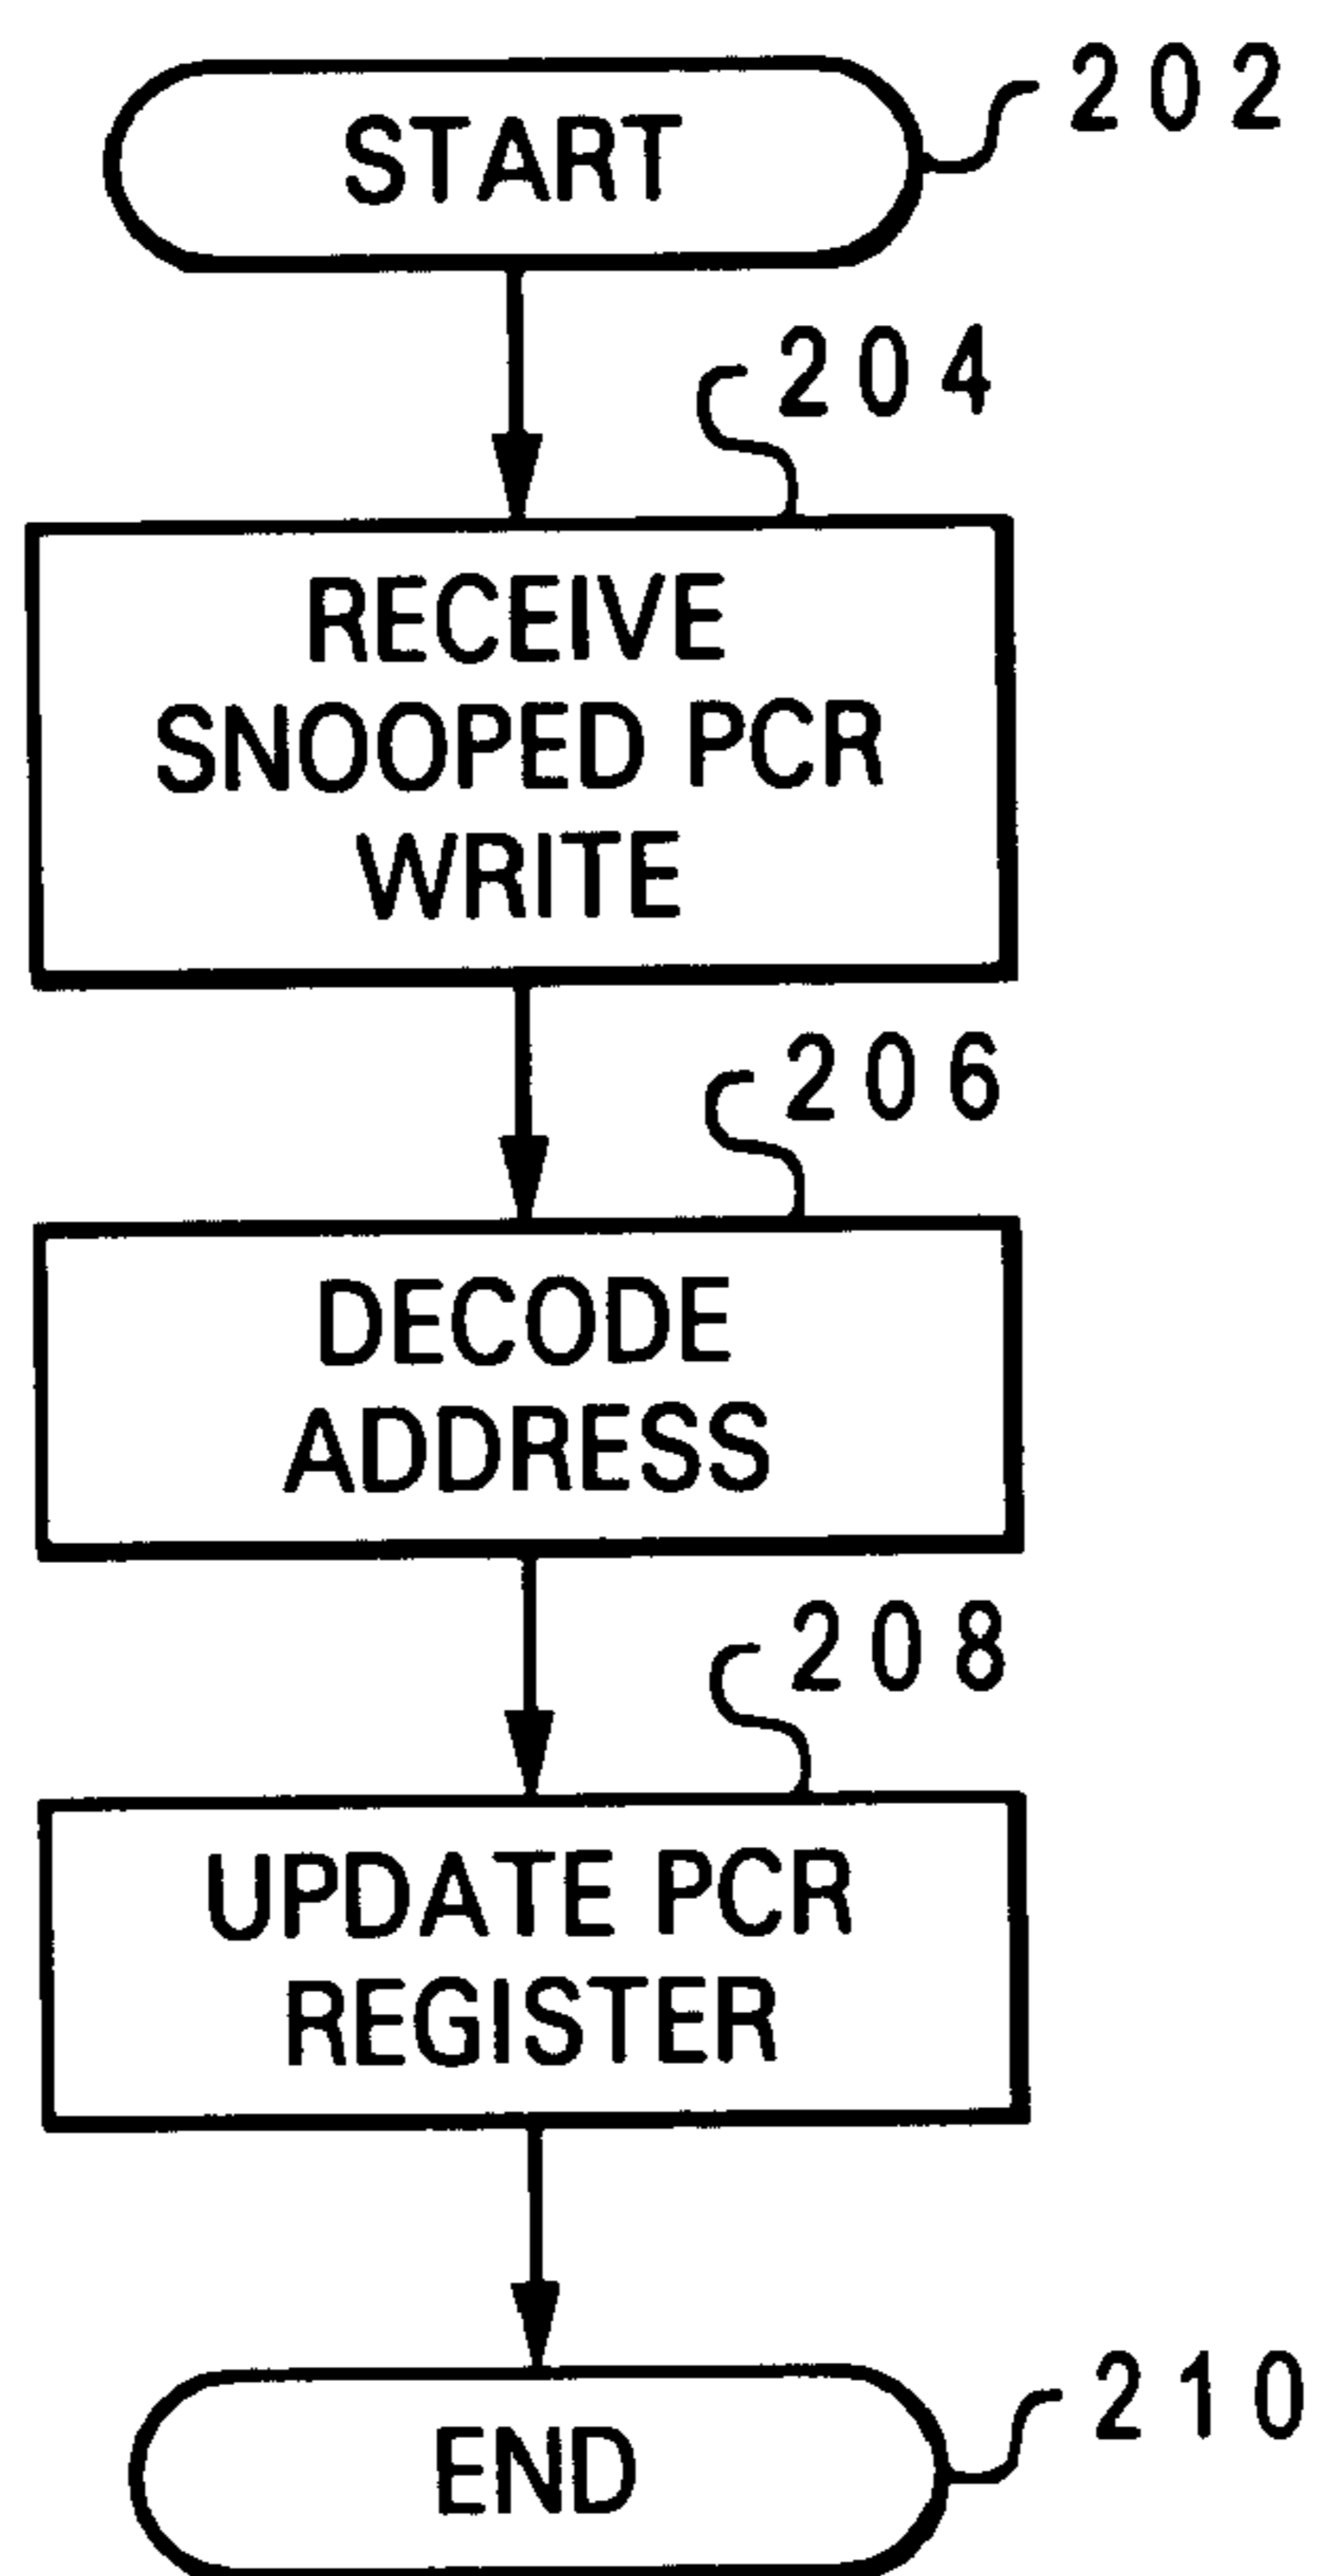 START
202
204
RECEIVE
SNOOPED PCR
WRITE
206
DECODE
ADDRESS
208
UPDATE PCR
REGISTER
END
210